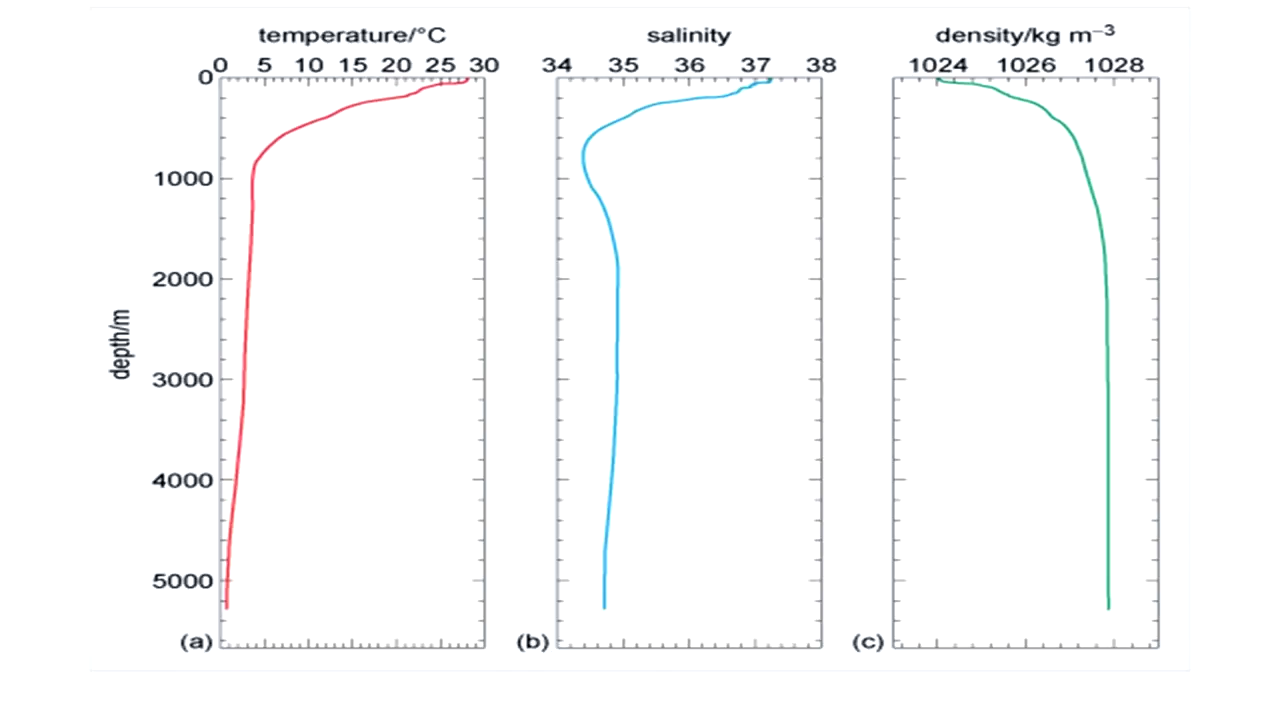 temperature/°C
salinity
density/kg m⁻³
0 5 10 15 20 25 30
34 35 36 37 38
1024 1026 1028
0
1000
2000
depth/m
3000
4000
5000
(a)
(b)
(c)